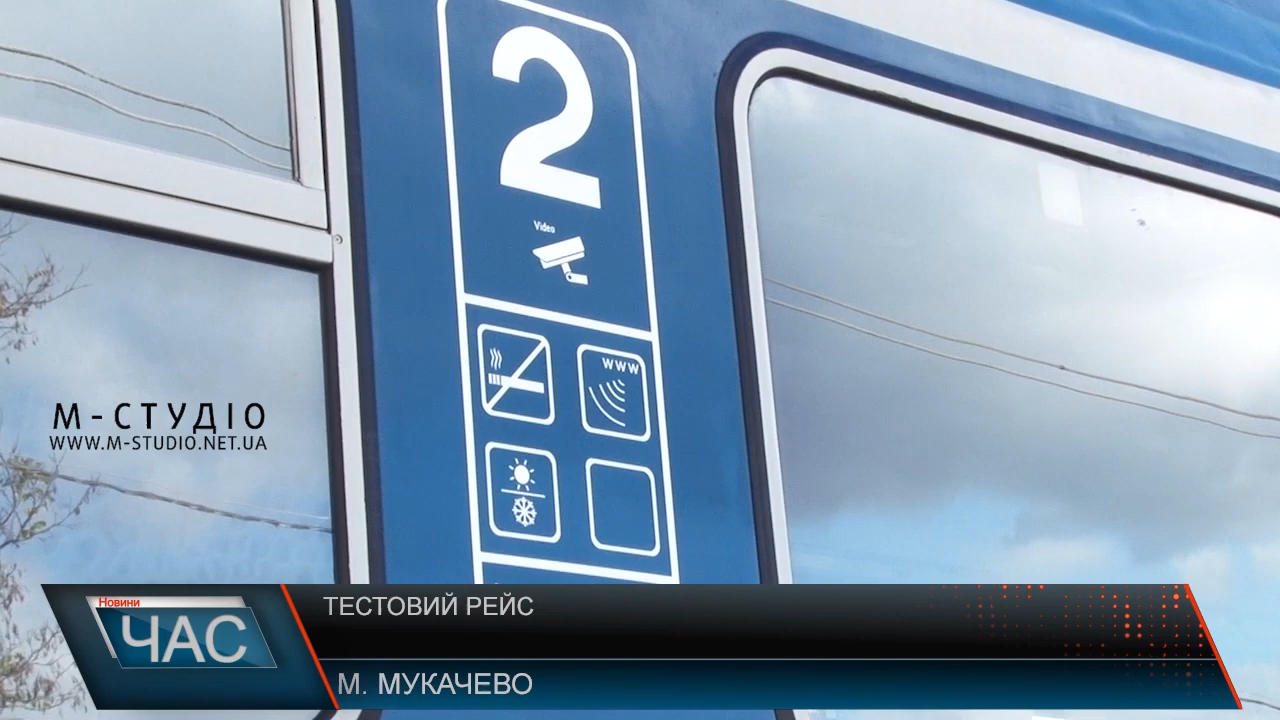 2
Video
www
М-СТУДІО
WWW.M-STUDIO.NET.UA
Новини
ЧАС
ТЕСТОВИЙ РЕЙС
М. МУКАЧЕВО